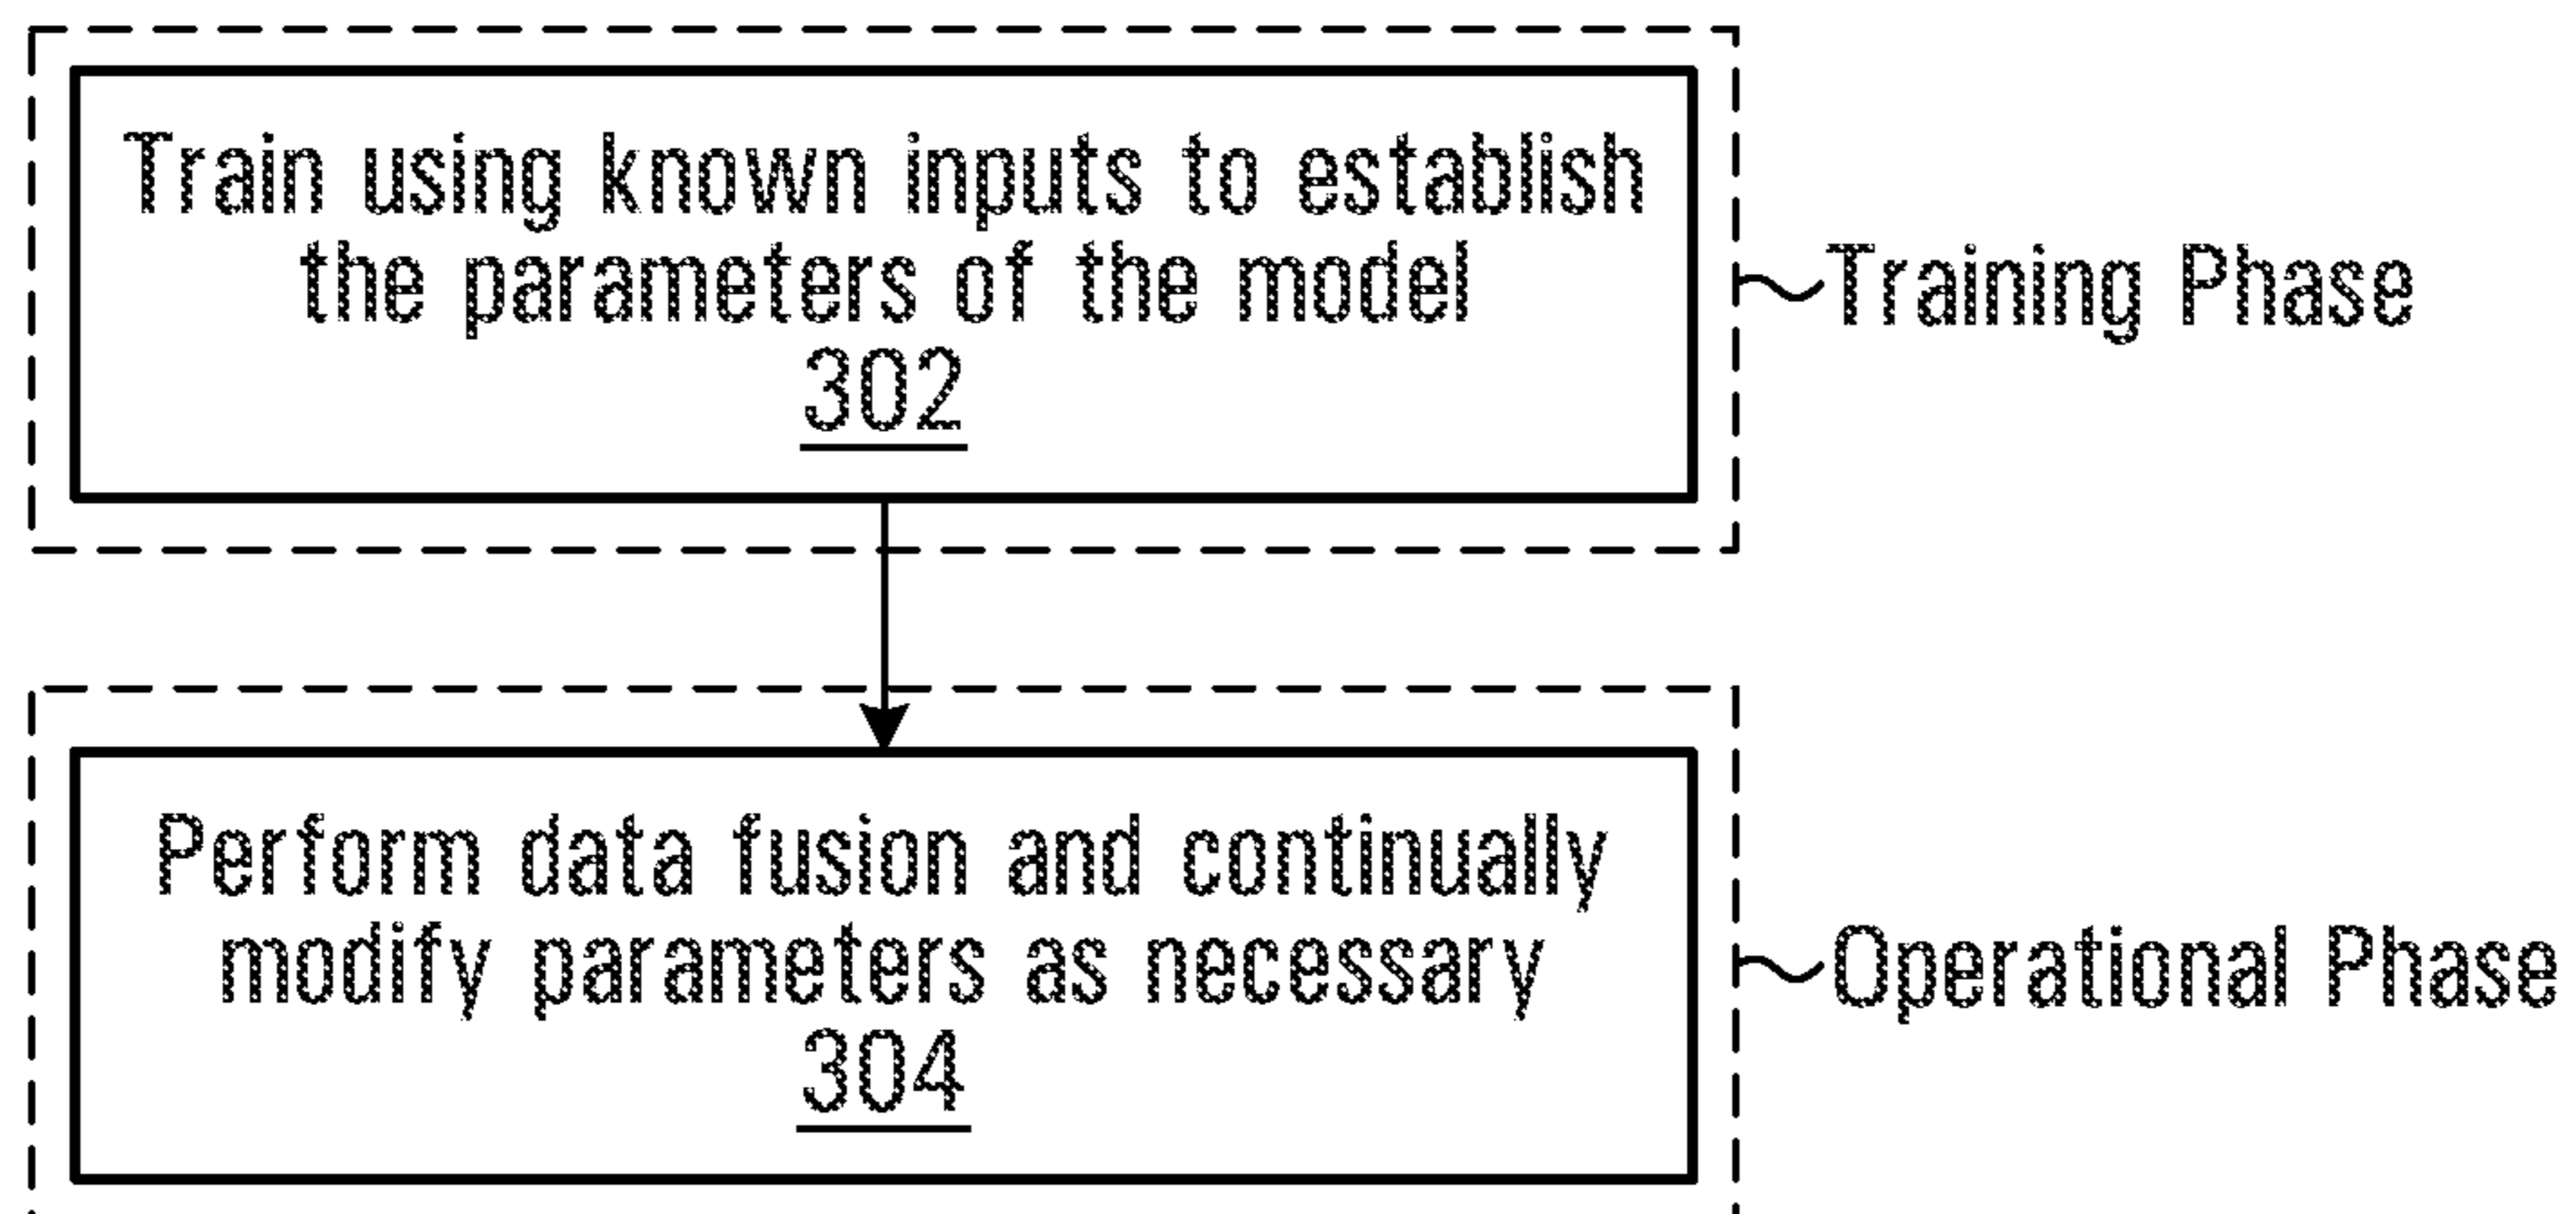 Train using known inputs to establish
the parameters of the model
302
Training Phase
Perform data fusion and continually
modify parameters as necessary
304
Operational Phase